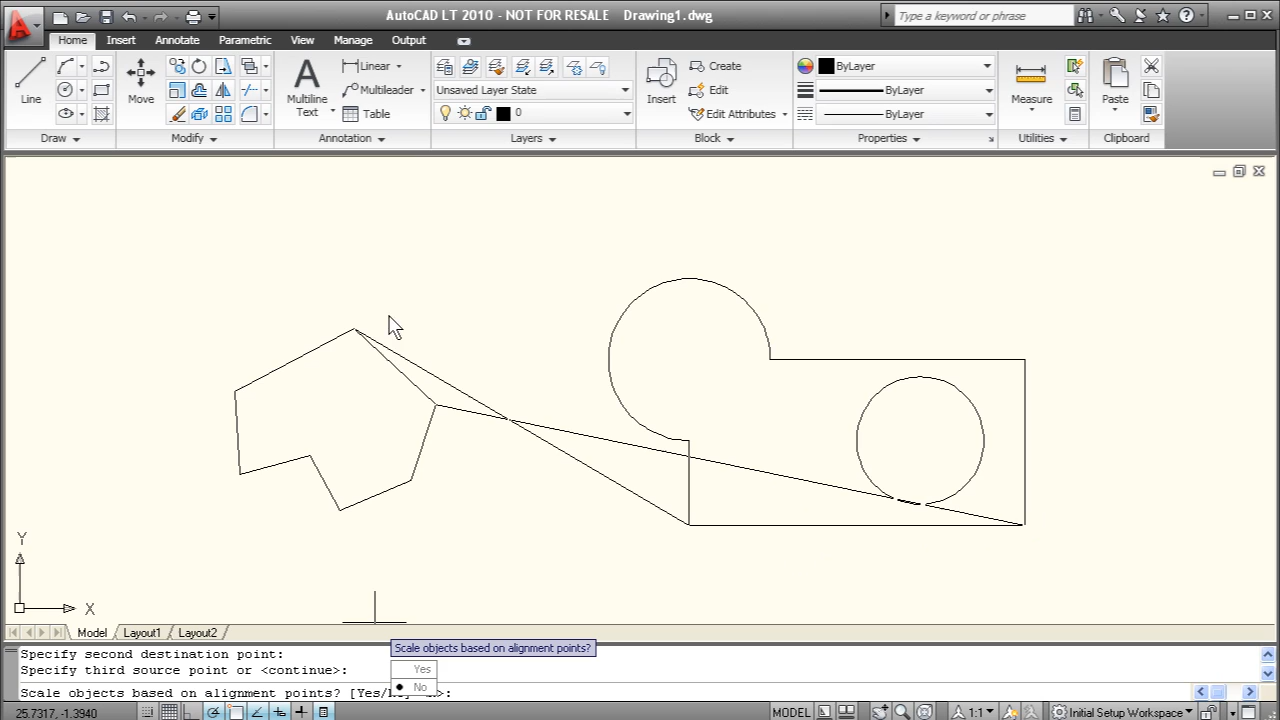 AutoCAD LT 2010 - NOT FOR RESALE Drawing1.dwg
Type a keyword or phrase
Home Insert Annotate Parametric View Manage Output
Line
Move
Multiline
Text
Linear
Multileader
Table
Unsaved Layer State
0
Insert
Create
Edit
Edit Attributes
ByLayer
ByLayer
ByLayer
Measure
Paste
Draw Modify Annotation Layers Block Properties Utilities Clipboard
Y
X
Model Layout1 Layout2
Scale objects based on alignment points?
Yes
No
Specify second destination point:
Specify third source point or <continue>:
Scale objects based on alignment points? [Yes/
25.7317, -1.3940
MODEL
1:1
Initial Setup Workspace